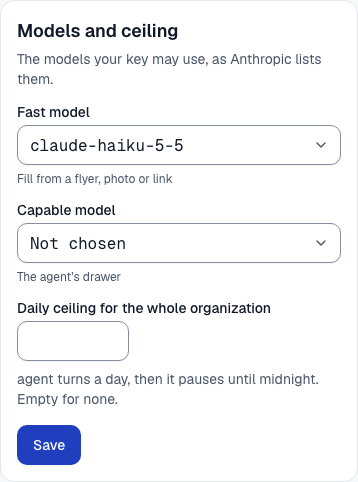 Models and ceiling
The models your key may use, as Anthropic lists
them.
Fast model
claude-haiku-5-5
Fill from a flyer, photo or link
Capable model
Not chosen
The agent's drawer
Daily ceiling for the whole organization
agent turns a day, then it pauses until midnight.
Empty for none.
Save